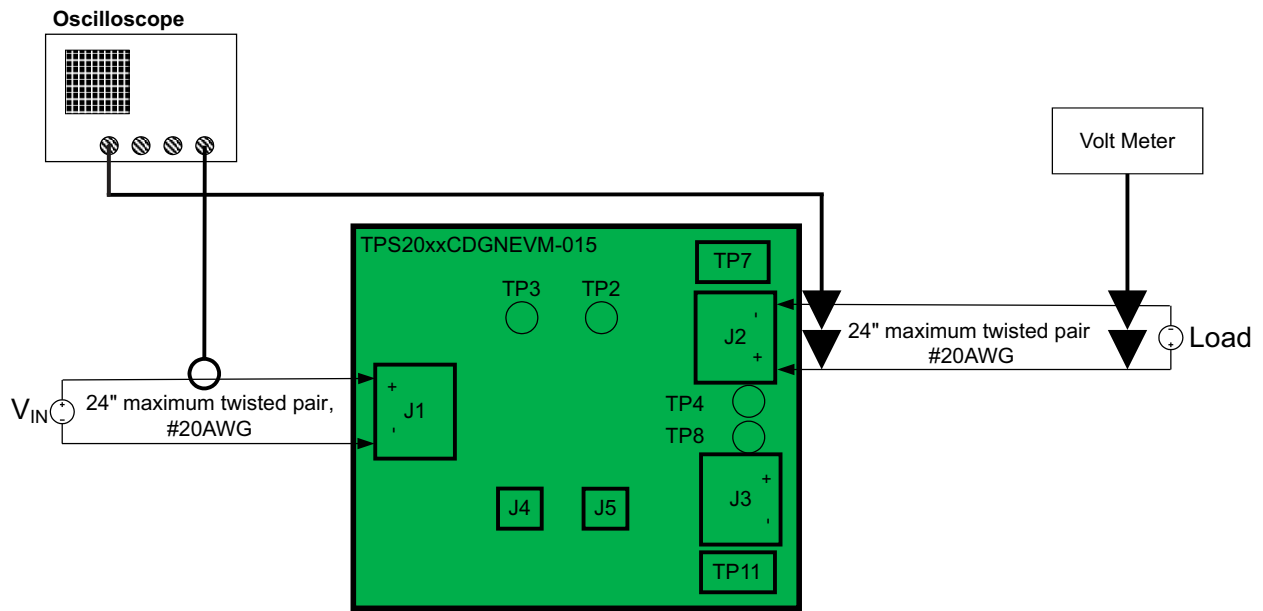 Oscilloscope
Volt Meter
TPS20xxCDGNEVM-015
TP7
TP3
TP2
-
J2
+
24" maximum twisted pair
#20AWG
-
+
Load
+
J1
-
VIN
+
-
24" maximum twisted pair,
#20AWG
TP4
TP8
+
J3
-
J4
J5
TP11